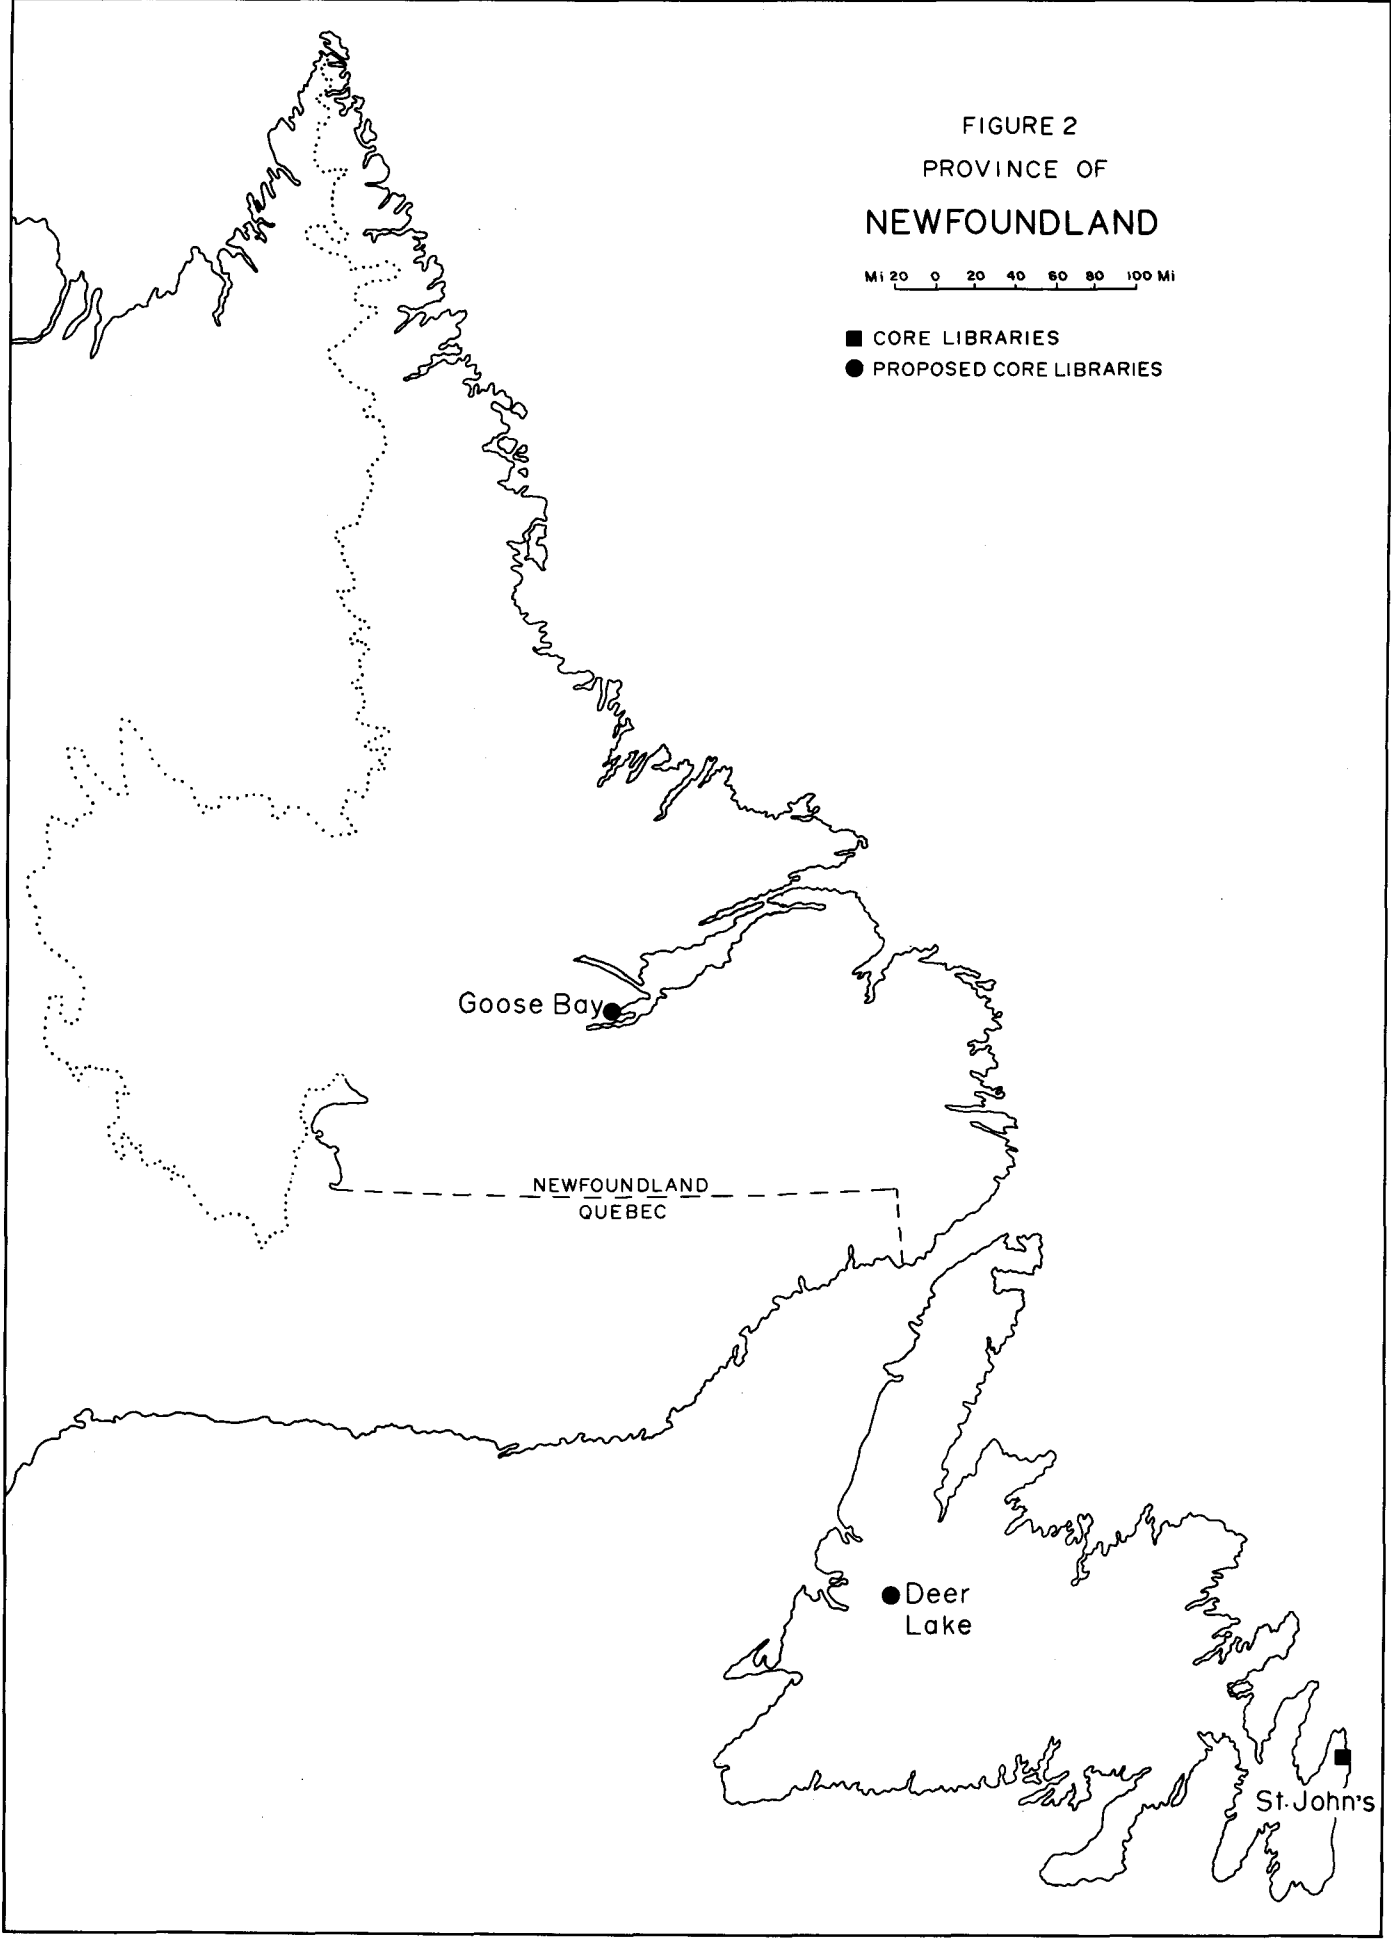 FIGURE 2
PROVINCE OF
NEWFOUNDLAND
Mi 20 0 20 40 60 80 100 Mi
CORE LIBRARIES
PROPOSED CORE LIBRARIES
Goose Bay
NEWFOUNDLAND
QUEBEC
Deer
Lake
St. John's